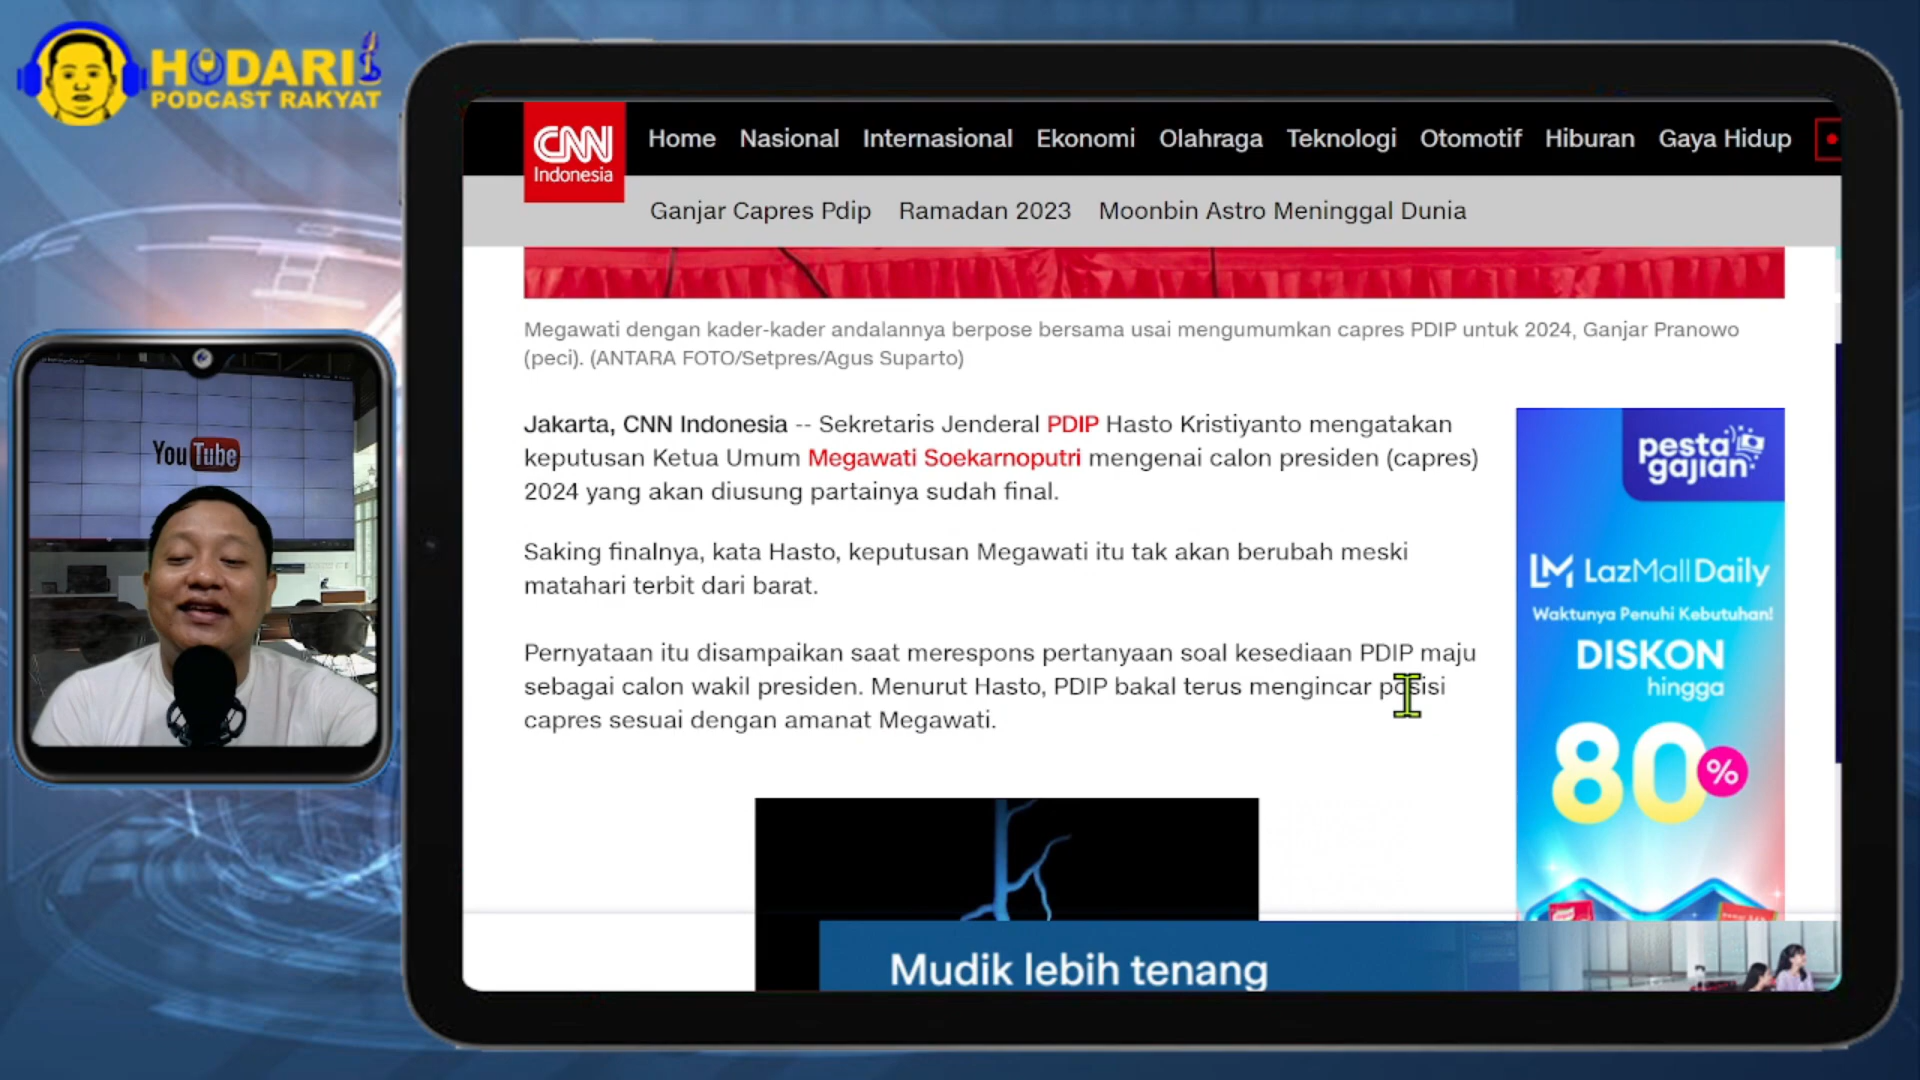 HODARI
PODCAST RAKYAT
YouTube
CNN
Indonesia
Home Nasional Internasional Ekonomi Olahraga Teknologi Otomotif Hiburan Gaya Hidup
Ganjar Capres Pdip Ramadan 2023 Moonbin Astro Meninggal Dunia
Megawati dengan kader-kader andalannya berpose bersama usai mengumumkan capres PDIP untuk 2024, Ganjar Pranowo
(peci). (ANTARA FOTO/Setpres/Agus Suparto)
Jakarta, CNN Indonesia -- Sekretaris Jenderal PDIP Hasto Kristiyanto mengatakan
keputusan Ketua Umum Megawati Soekarnoputri mengenai calon presiden (capres)
2024 yang akan diusung partainya sudah final.
Saking finalnya, kata Hasto, keputusan Megawati itu tak akan berubah meski
matahari terbit dari barat.
Pernyataan itu disampaikan saat merespons pertanyaan soal kesediaan PDIP maju
sebagai calon wakil presiden. Menurut Hasto, PDIP bakal terus mengincar posisi
capres sesuai dengan amanat Megawati.
pesta
gajian
LM LazMall Daily
Waktunya Penuhi Kebutuhan!
DISKON
hingga
80%
Mudik lebih tenang